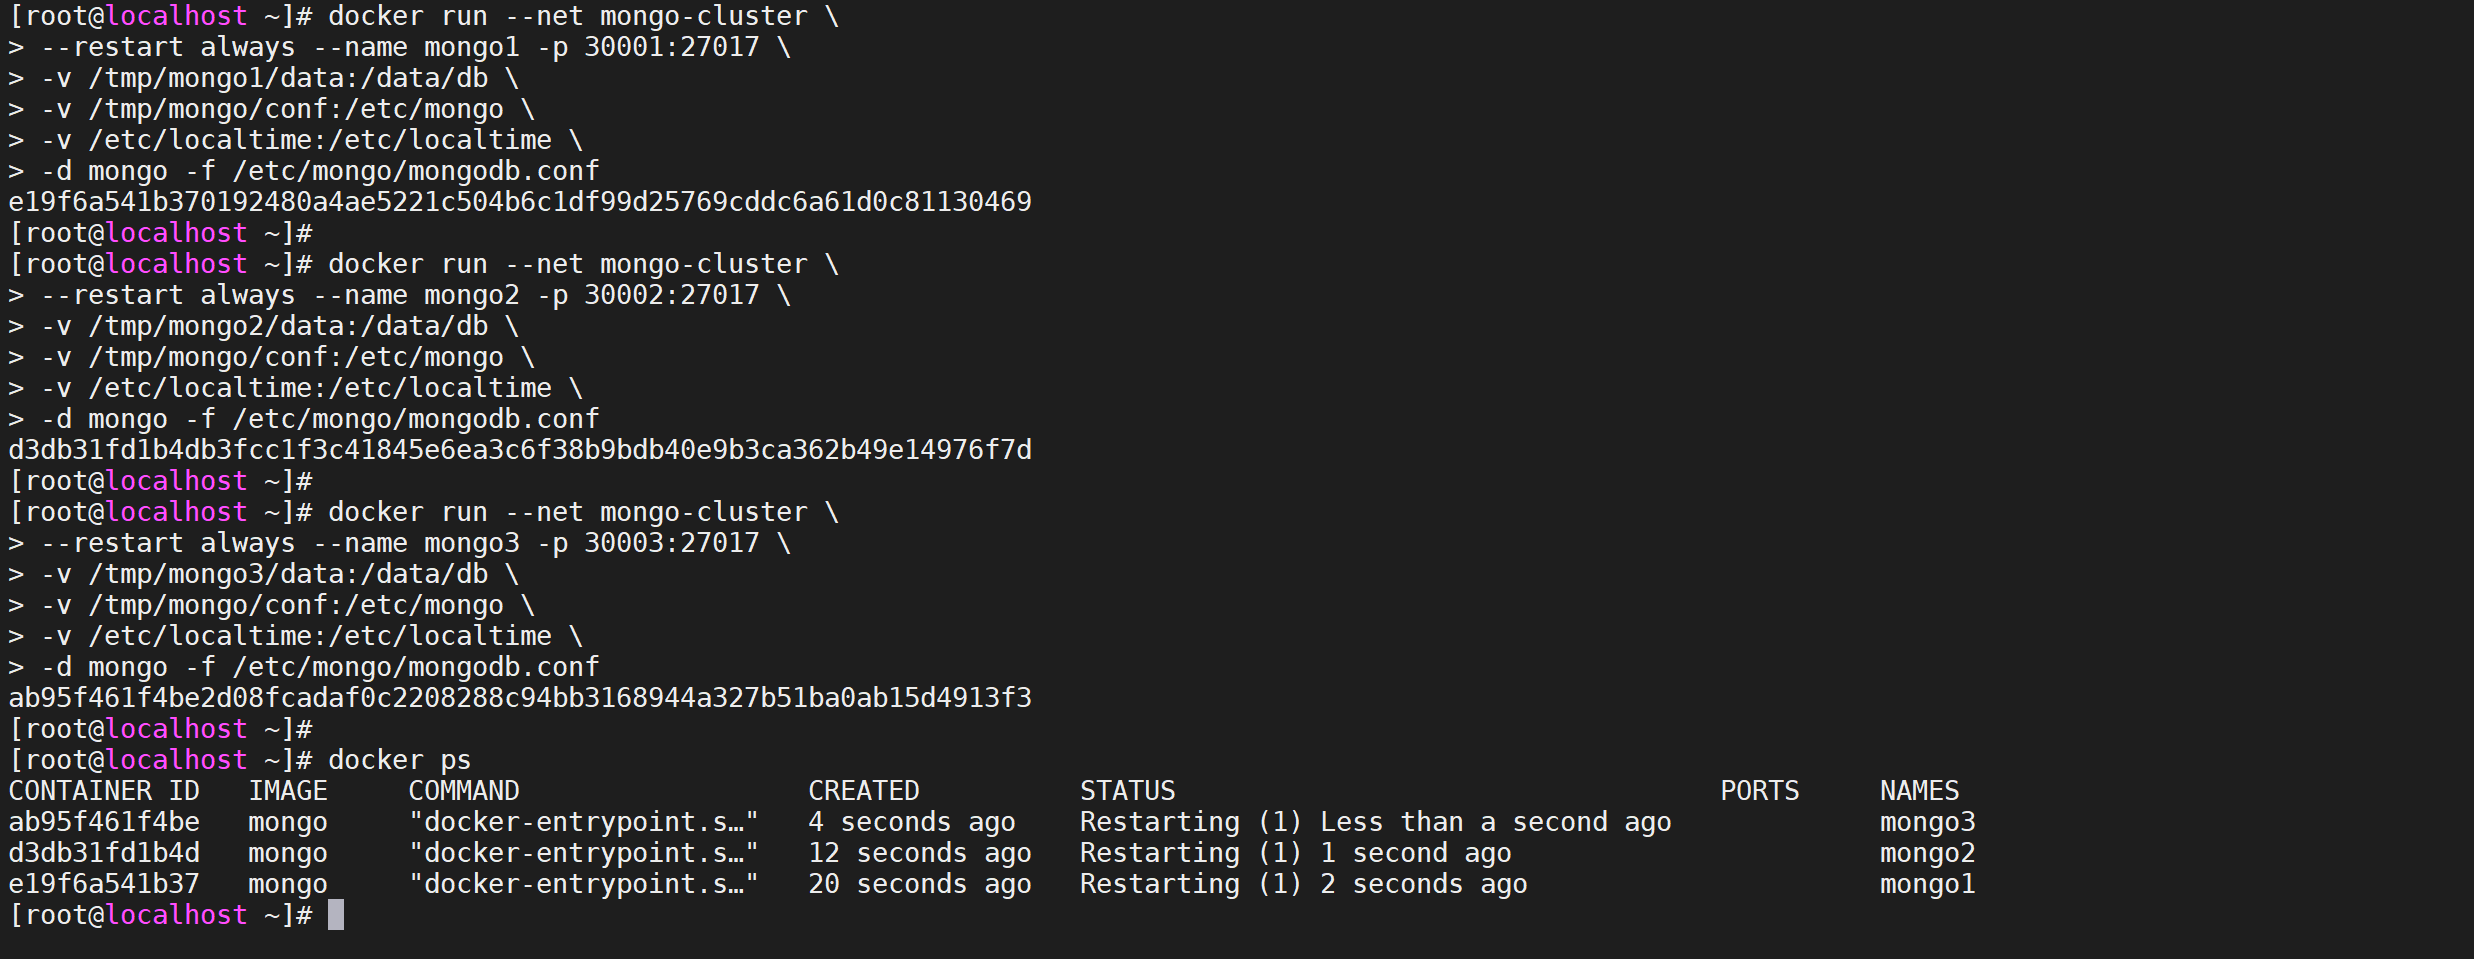 [root@localhost ~]# docker run --net mongo-cluster \
> --restart always --name mongo1 -p 30001:27017 \
> -v /tmp/mongo1/data:/data/db \
> -v /tmp/mongo/conf:/etc/mongo \
> -v /etc/localtime:/etc/localtime \
> -d mongo -f /etc/mongo/mongodb.conf
e19f6a541b370192480a4ae5221c504b6c1df99d25769cddc6a61d0c81130469
[root@localhost ~]#
[root@localhost ~]# docker run --net mongo-cluster \
> --restart always --name mongo2 -p 30002:27017 \
> -v /tmp/mongo2/data:/data/db \
> -v /tmp/mongo/conf:/etc/mongo \
> -v /etc/localtime:/etc/localtime \
> -d mongo -f /etc/mongo/mongodb.conf
d3db31fd1b4db3fcc1f3c41845e6ea3c6f38b9bdb40e9b3ca362b49e14976f7d
[root@localhost ~]#
[root@localhost ~]# docker run --net mongo-cluster \
> --restart always --name mongo3 -p 30003:27017 \
> -v /tmp/mongo3/data:/data/db \
> -v /tmp/mongo/conf:/etc/mongo \
> -v /etc/localtime:/etc/localtime \
> -d mongo -f /etc/mongo/mongodb.conf
ab95f461f4be2d08fcadaf0c2208288c94bb3168944a327b51ba0ab15d4913f3
[root@localhost ~]#
[root@localhost ~]# docker ps
CONTAINER ID   IMAGE     COMMAND                  CREATED          STATUS                                  PORTS     NAMES
ab95f461f4be   mongo     "docker-entrypoint.s…"   4 seconds ago    Restarting (1) Less than a second ago             mongo3
d3db31fd1b4d   mongo     "docker-entrypoint.s…"   12 seconds ago   Restarting (1) 1 second ago                       mongo2
e19f6a541b37   mongo     "docker-entrypoint.s…"   20 seconds ago   Restarting (1) 2 seconds ago                      mongo1
[root@localhost ~]#